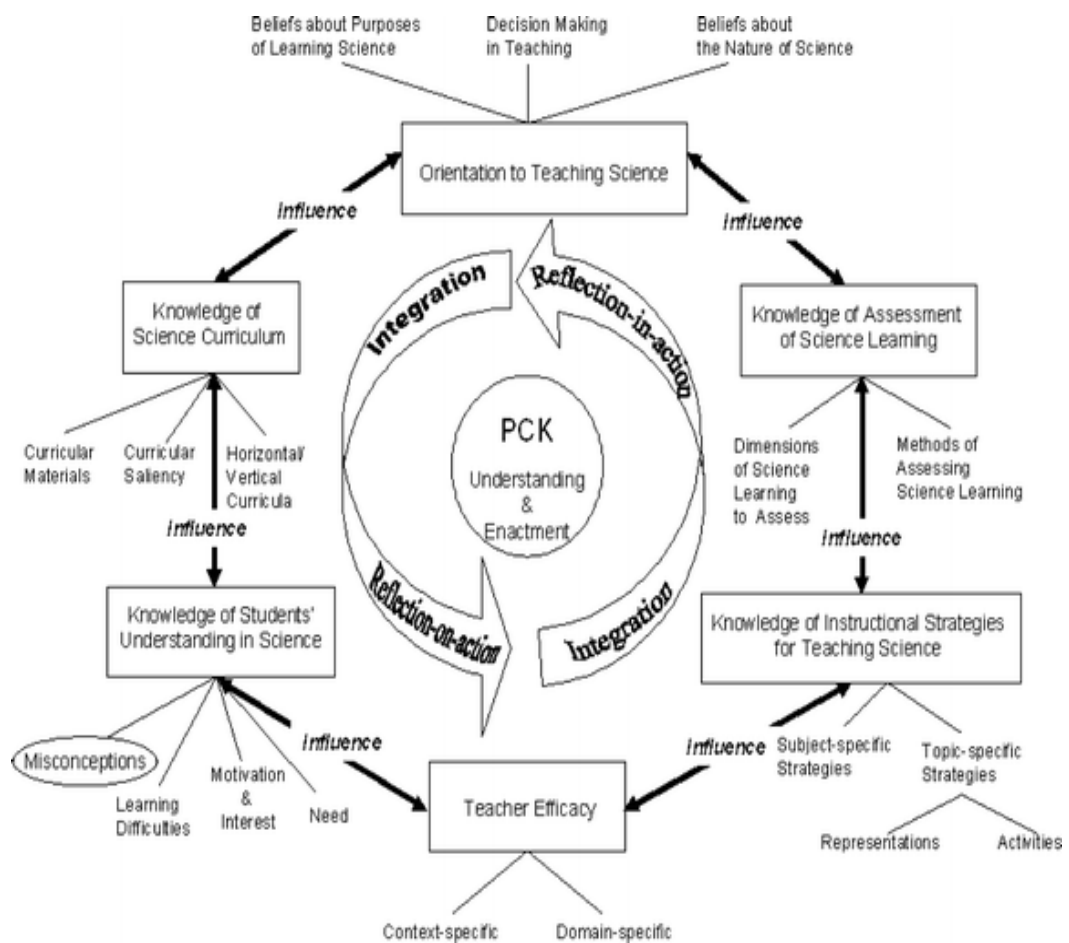 Beliefs about Purposes
of Learning Science
Decision Making
in Teaching
Beliefs about
the Nature of Science
Orientation to Teaching Science
Influence
Influence
Integration
Reflection-in-action
Knowledge of
Science Curriculum
Knowledge of Assessment
of Science Learning
PCK
Understanding
&
Enactment
Curricular
Materials
Curricular
Saliency
Horizontal/
Vertical
Curricula
Dimensions
of Science
Learning
to Assess
Methods of
Assessing
Science Learning
Influence
Influence
Reflection-on-action
Integration
Knowledge of Students'
Understanding in Science
Knowledge of Instructional Strategies
for Teaching Science
Influence
Influence
Misconceptions
Learning
Difficulties
Motivation
&
Interest
Need
Teacher Efficacy
Subject-specific
Strategies
Topic-specific
Strategies
Representations
Activities
Context-specific
Domain-specific